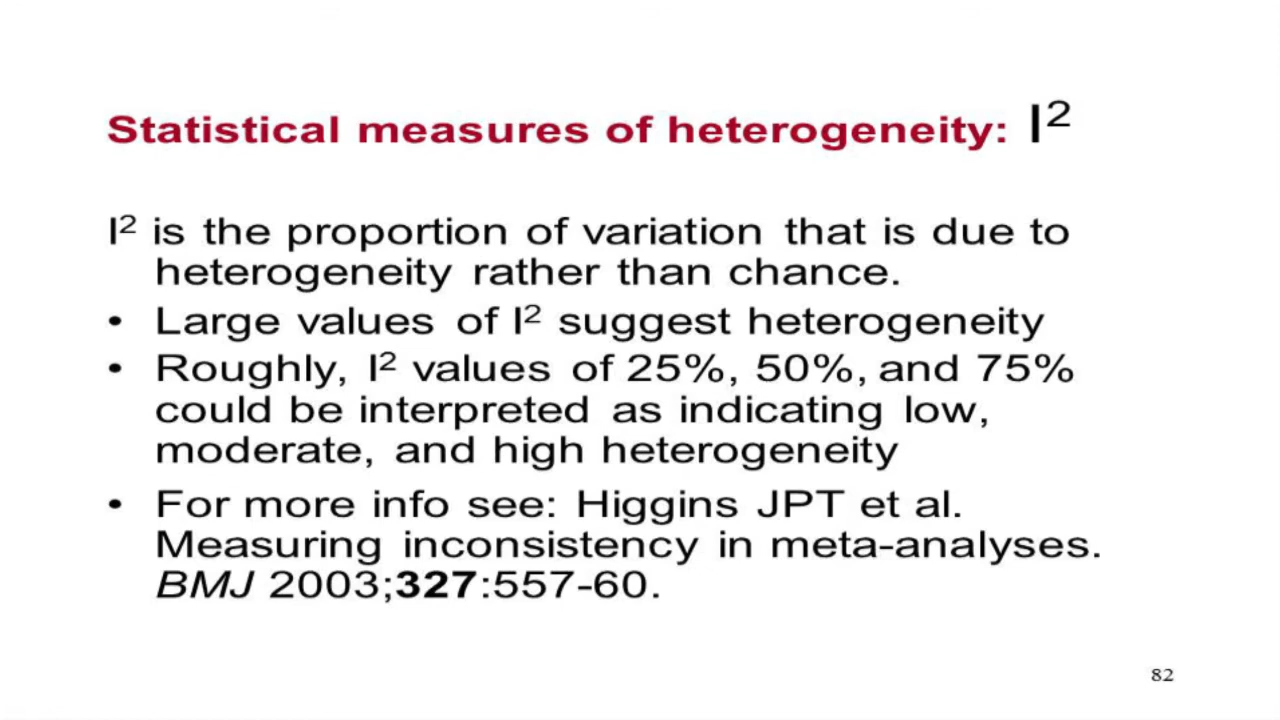 Statistical measures of heterogeneity: I²
I² is the proportion of variation that is due to
heterogeneity rather than chance.
• Large values of I² suggest heterogeneity
• Roughly, I² values of 25%, 50%, and 75%
could be interpreted as indicating low,
moderate, and high heterogeneity
• For more info see: Higgins JPT et al.
Measuring inconsistency in meta-analyses.
BMJ 2003;327:557-60.
82